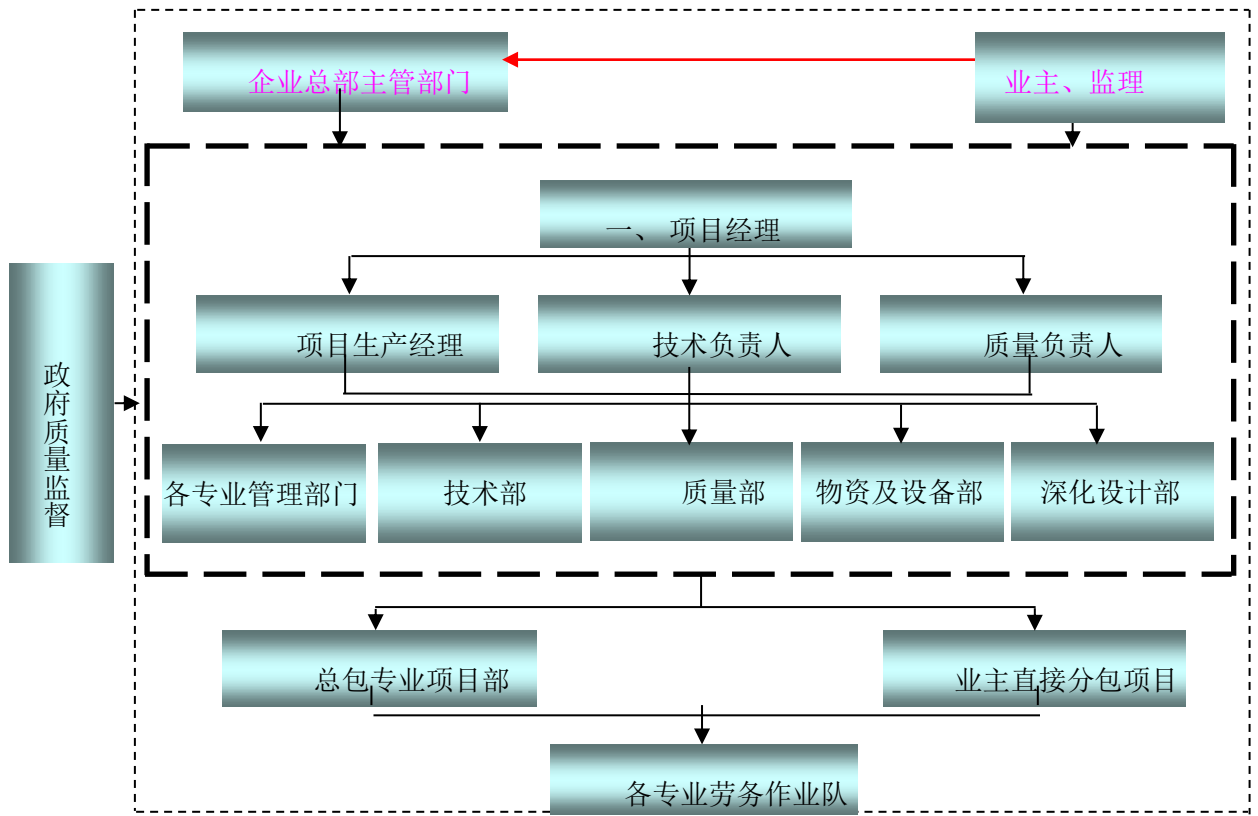 企业总部主管部门
业主、监理
一、 项目经理
项目生产经理
技术负责人
质量负责人
政府质量监督
各专业管理部门
技术部
质量部
物资及设备部
深化设计部
总包专业项目部
业主直接分包项目
各专业劳务作业队